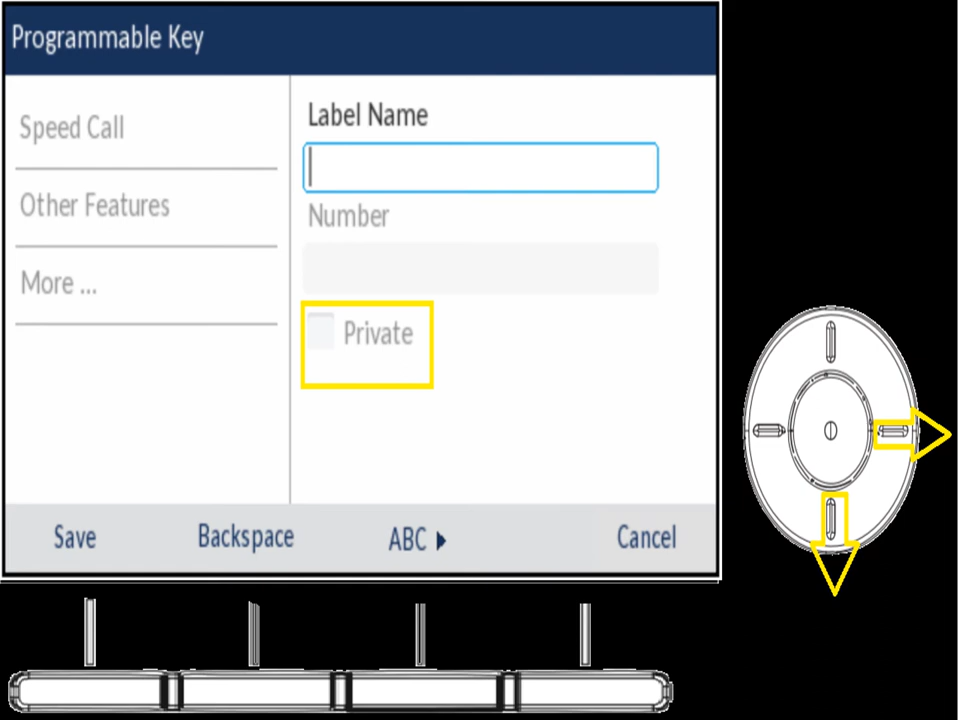 Programmable Key
Speed Call
Other Features
More ...
Label Name
Number
Private
Save Backspace ABC Cancel